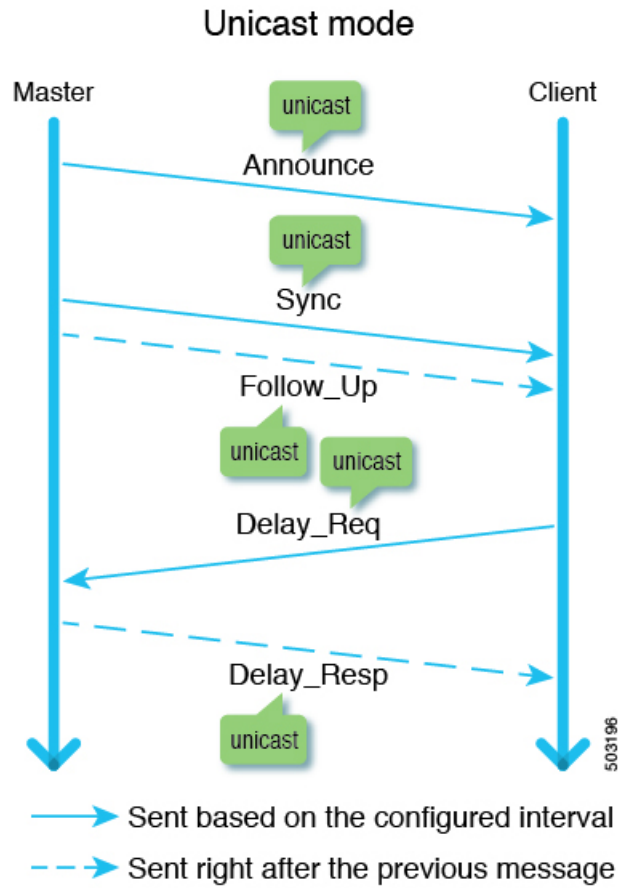 Unicast mode
Master
Client
unicast
Announce
unicast
Sync
Follow_Up
unicast
unicast
Delay_Req
Delay_Resp
unicast
503196
Sent based on the configured interval
Sent right after the previous message